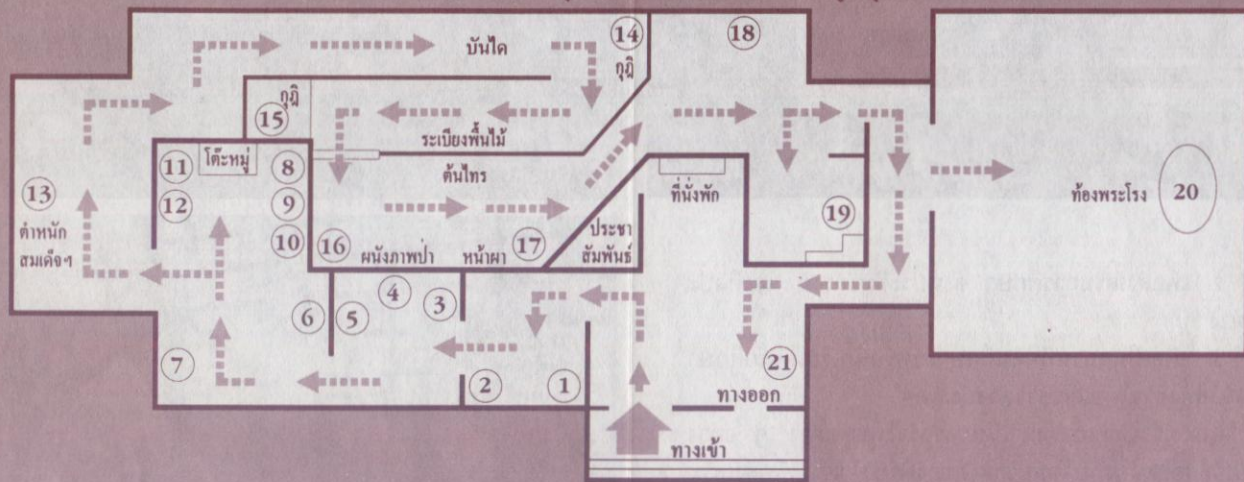 14
18
บันได
กุฎิ
กุฎิ
15
ระเบียงพื้นไม้
11
โต๊ะหมู่
8
ต้นไทร
ที่นั่งพัก
13
12
9
ท้องพระโรง
20
ตำหนัก
สมเด็จฯ
10
16
ผนังภาพป่า
หน้าผา
17
ประชา
สัมพันธ์
19
4
3
6
5
7
2
1
21
ทางออก
ทางเข้า